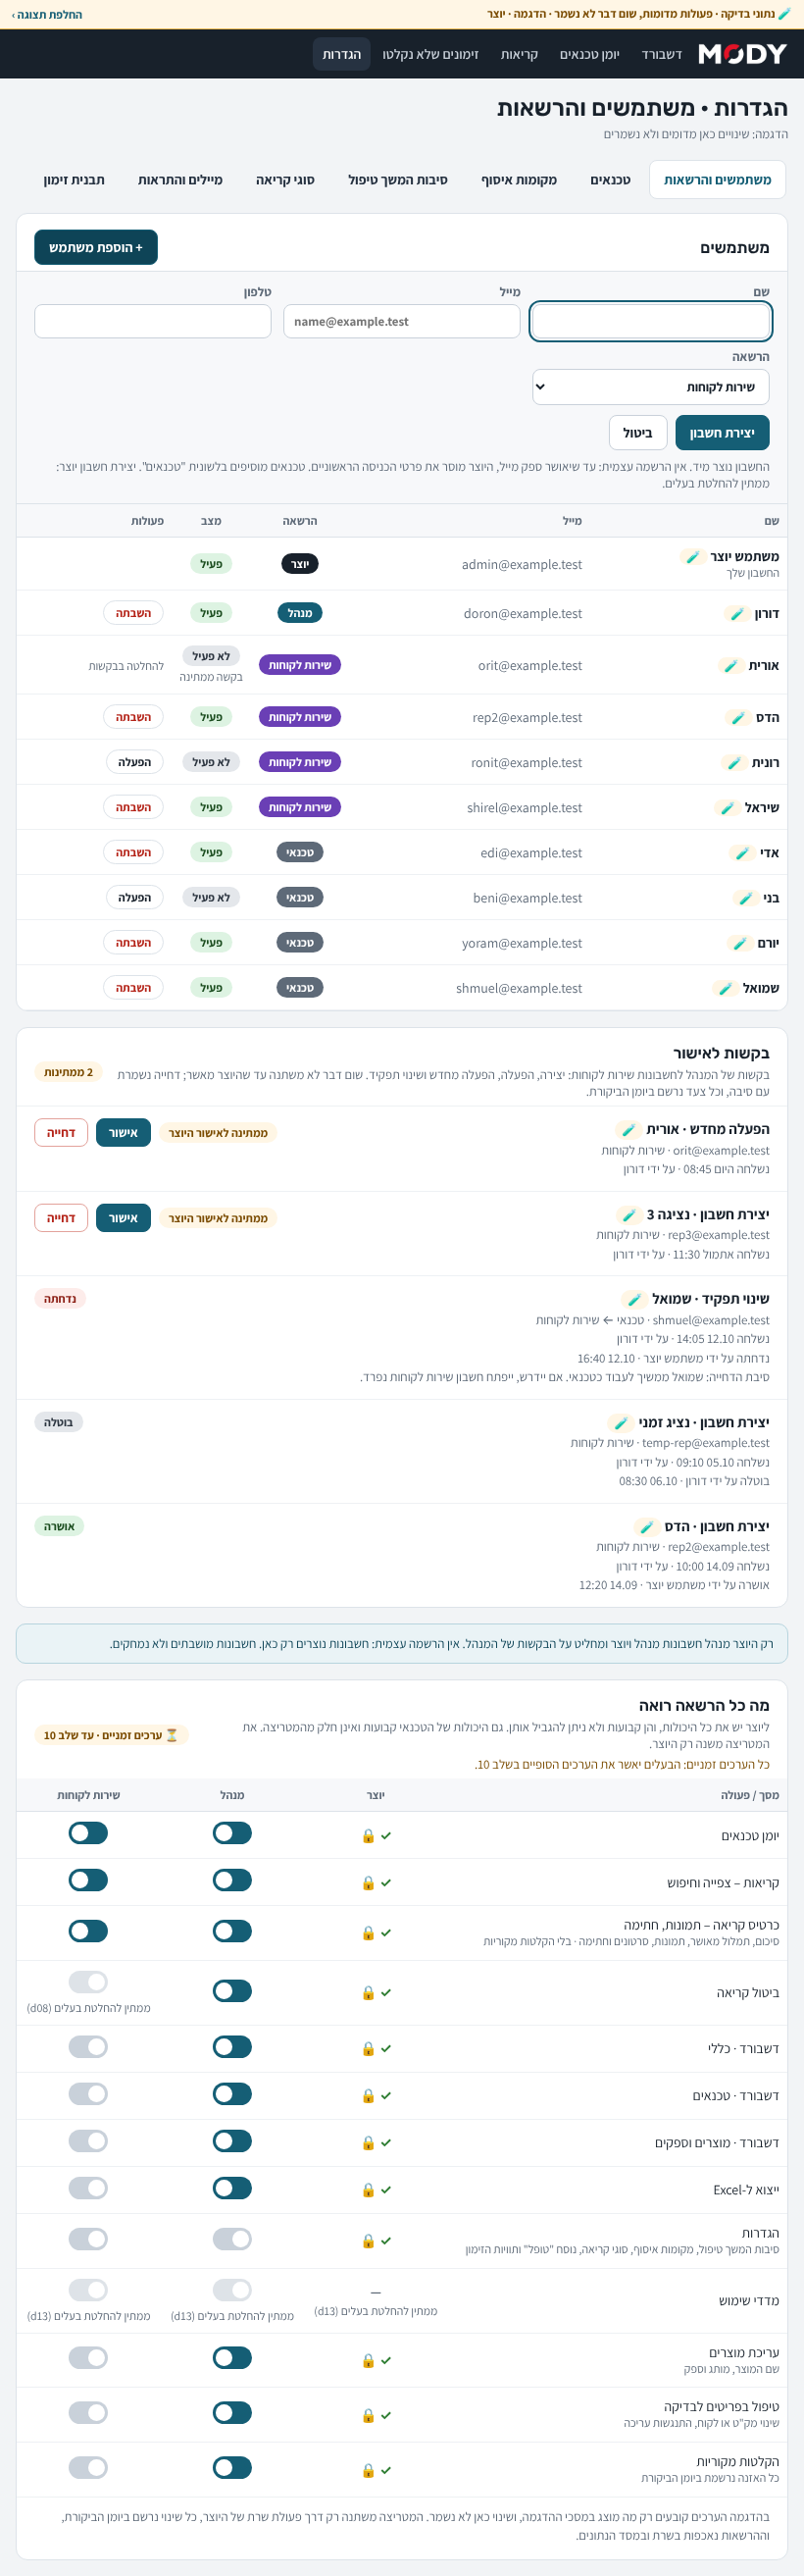 🧪 נתוני בדיקה · פעולות מדומות, שום דבר לא נשמר · הדגמה · יוצר
החלפת תצוגה ›
MODY
דשבורד
יומן טכנאים
קריאות
זימונים שלא נקלטו
הגדרות
הגדרות · משתמשים והרשאות
הדגמה: שינויים כאן מדומים ולא נשמרים
משתמשים והרשאות
טכנאים
מקומות איסוף
סיבות המשך טיפול
סוגי קריאה
מיילים והתראות
תבנית זימון
משתמשים
+ הוספת משתמש
שם
מייל
טלפון
name@example.test
הרשאה
שירות לקוחות
יצירת חשבון
ביטול
החשבון נוצר מיד. אין הרשמה עצמית: עד שיאושר ספק מייל, היוצר מוסר את פרטי הכניסה הראשוניים. טכנאים מוסיפים בלשונית "טכנאים". יצירת חשבון יוצר:
ממתין להחלטת בעלים.
שם מייל הרשאה מצב פעולות
משתמש יוצר 🧪 admin@example.test יוצר פעיל
החשבון שלך
דורון 🧪 doron@example.test מנהל פעיל השבתה
אורית 🧪 orit@example.test שירות לקוחות לא פעיל להחלטה בבקשות
בקשה ממתינה
הדס 🧪 rep2@example.test שירות לקוחות פעיל השבתה
רונית 🧪 ronit@example.test שירות לקוחות לא פעיל הפעלה
שיראל 🧪 shirel@example.test שירות לקוחות פעיל השבתה
אדי 🧪 edi@example.test טכנאי פעיל השבתה
בני 🧪 beni@example.test טכנאי לא פעיל הפעלה
יורם 🧪 yoram@example.test טכנאי פעיל השבתה
שמואל 🧪 shmuel@example.test טכנאי פעיל השבתה
בקשות לאישור
2 ממתינות
בקשות של המנהל לחשבונות שירות לקוחות: יצירה, הפעלה, הפעלה מחדש ושינוי תפקיד. שום דבר לא משתנה עד שהיוצר מאשר; דחייה נשמרת
עם סיבה, וכל צעד נרשם ביומן הביקורת.
הפעלה מחדש · אורית 🧪
ממתינה לאישור היוצר
אישור
דחייה
orit@example.test · שירות לקוחות
נשלחה היום 08:45 · על ידי דורון
יצירת חשבון · נציגה 3 🧪
ממתינה לאישור היוצר
אישור
דחייה
rep3@example.test · שירות לקוחות
נשלחה אתמול 11:30 · על ידי דורון
שינוי תפקיד · שמואל 🧪
נדחתה
shmuel@example.test · טכנאי ← שירות לקוחות
נשלחה 12.10 14:05 · על ידי דורון
נדחתה על ידי משתמש יוצר · 12.10 16:40
סיבת הדחייה: שמואל ממשיך לעבוד כטכנאי. אם יידרש, ייפתח חשבון שירות לקוחות נפרד.
יצירת חשבון · נציג זמני 🧪
בוטלה
temp-rep@example.test · שירות לקוחות
נשלחה 05.10 09:10 · על ידי דורון
בוטלה על ידי דורון · 06.10 08:30
יצירת חשבון · הדס 🧪
אושרה
rep2@example.test · שירות לקוחות
נשלחה 14.09 10:00 · על ידי דורון
אושרה על ידי משתמש יוצר · 14.09 12:20
רק היוצר מנהל חשבונות מנהל ויוצר ומחליט על הבקשות של המנהל. אין הרשמה עצמית: חשבונות נוצרים רק כאן. חשבונות מושבתים ולא נמחקים.
מה כל הרשאה רואה
⏳ ערכים זמניים · עד שלב 10
ליוצר יש את כל היכולות, והן קבועות ולא ניתן להגביל אותן. גם היכולות של הטכנאי קבועות ואינן חלק מהמטריצה. את
המטריצה משנה רק היוצר.
כל הערכים זמניים: הבעלים יאשר את הערכים הסופיים בשלב 10.
מסך / פעולה יוצר מנהל שירות לקוחות
יומן טכנאים ✓ 🔒
קריאות – צפייה וחיפוש ✓ 🔒
כרטיס קריאה – תמונות, חתימה ✓ 🔒
סיכום, תמלול מאושר, תמונות, סרטונים וחתימה · בלי הקלטות מקוריות
ביטול קריאה ✓ 🔒
ממתין להחלטת בעלים (d08)
דשבורד · כללי ✓ 🔒
דשבורד · טכנאים ✓ 🔒
דשבורד · מוצרים וספקים ✓ 🔒
ייצוא ל-Excel ✓ 🔒
הגדרות ✓ 🔒
סיבות המשך טיפול, מקומות איסוף, סוגי קריאה, נוסח "טופל" ותוויות הזימון
מדדי שימוש —
ממתין להחלטת בעלים (d13) ממתין להחלטת בעלים (d13) ממתין להחלטת בעלים (d13)
עריכת מוצרים ✓ 🔒
שם המוצר, מותג וספק
טיפול בפריטים לבדיקה ✓ 🔒
שינוי מק"ט או לקוח, התנגשות עריכה
הקלטות מקוריות ✓ 🔒
כל האזנה נרשמת ביומן הביקורת
בהדגמה הערכים קובעים רק מה מוצג במסכי ההדגמה, ושינוי כאן לא נשמר. המטריצה משתנה רק דרך פעולת שרת של היוצר, כל שינוי נרשם ביומן הביקורת,
וההרשאות נאכפות בשרת ובמסד הנתונים.